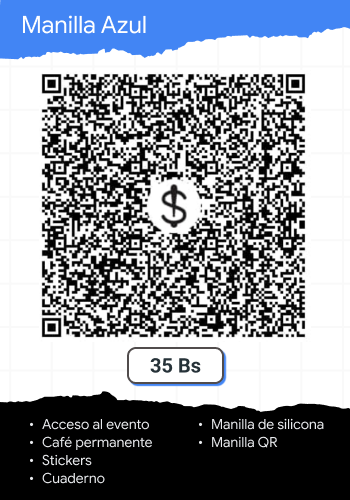 Manilla Azul
$
35 Bs
• Acceso al evento
• Café permanente
• Stickers
• Cuaderno
• Manilla de silicona
• Manilla QR